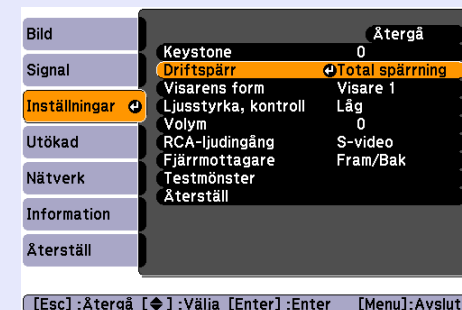 Bild
Signal
Inställningar
Utökad
Nätverk
Information
Återställ
Återgå
Keystone 0
Driftspärr Total spärrning
Visarens form Visare 1
Ljusstyrka, kontroll Låg
Volym 0
RCA-ljudingång S-video
Fjärrmottagare Fram/Bak
Testmönster
Återställ
[Esc] :Återgå [ ] :Välja [Enter] :Enter [Menu] :Avslut